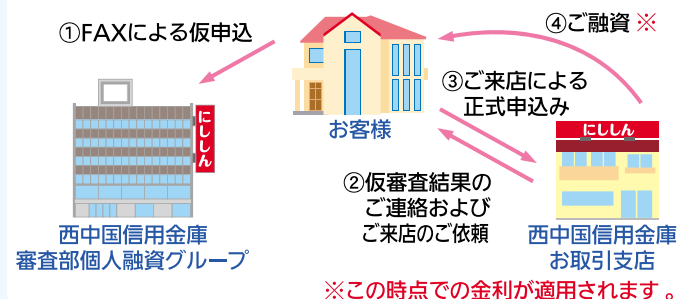 ①FAXによる仮申込
④ご融資 ※
にししん
③ご来店による
正式申込み
お客様
にししん
②仮審査結果の
ご連絡および
ご来店のご依頼
西中国信用金庫
審査部個人融資グループ
西中国信用金庫
お取引支店
※この時点での金利が適用されます。